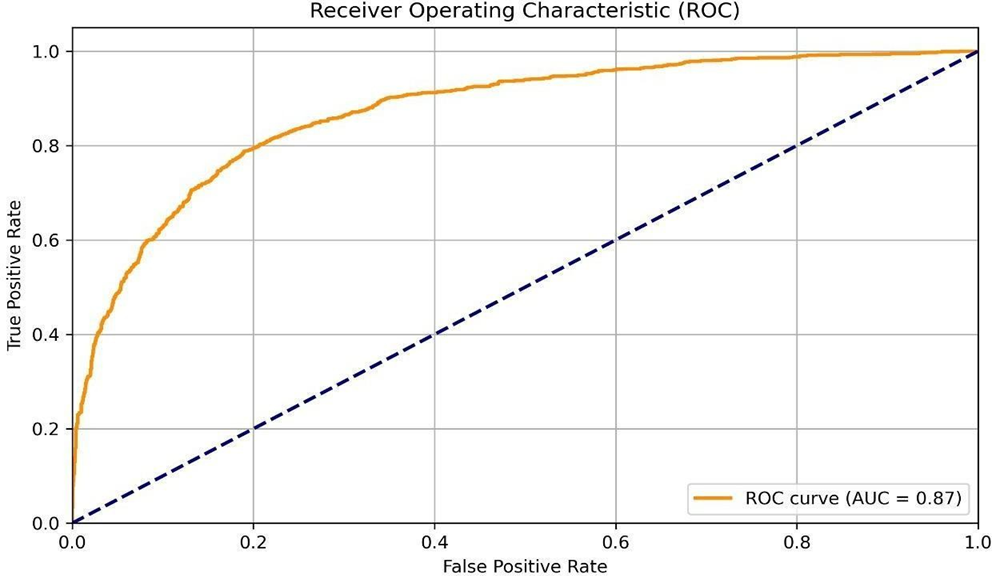 Receiver Operating Characteristic (ROC)
1.0
0.8
0.6
0.4
0.2
0.0
True Positive Rate
ROC curve (AUC = 0.87)
0.0 0.2 0.4 0.6 0.8 1.0
False Positive Rate